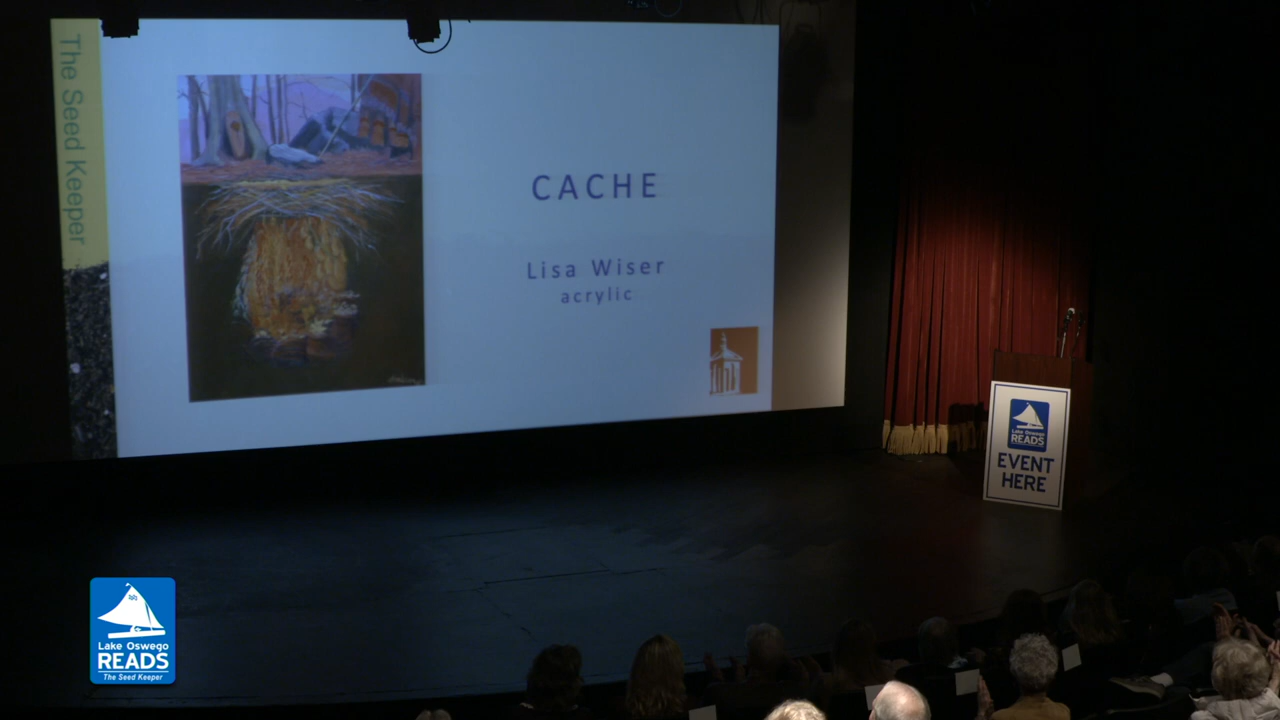 The Seed Keeper
CACHE
Lisa Wiser
acrylic
Lake Oswego
READS
EVENT
HERE
Lake Oswego
READS
The Seed Keeper